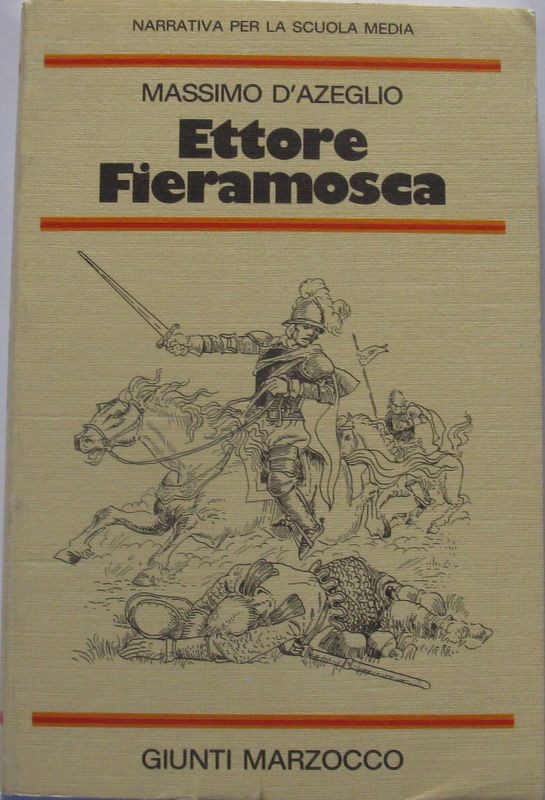 NARRATIVA PER LA SCUOLA MEDIA
MASSIMO D'AZEGLIO
Ettore
Fieramosca
GIUNTI MARZOCCO